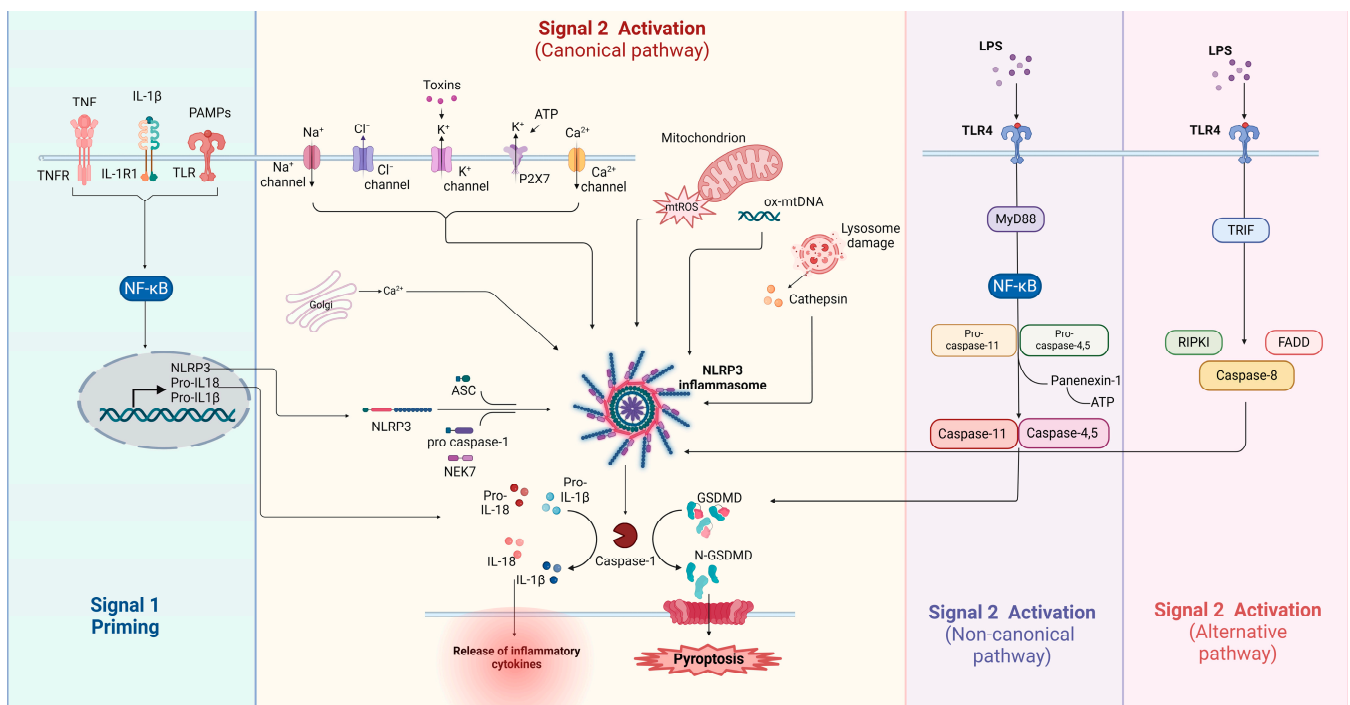 Signal 2 Activation
(Canonical pathway)
TNF
IL-1β
PAMPs
TNFR
IL-1R1
TLR
NF-κB
NLRP3
Pro-IL18
Pro-IL1β
Signal 1
Priming
Toxins
Na⁺
Cl⁻
K⁺
K⁺
ATP
Ca²⁺
Na⁺
channel
Cl⁻
channel
K⁺
channel
P2X7
Ca²⁺
channel
Mitochondrion
mtROS
ox-mtDNA
Lysosome
damage
Cathepsin
Golgi
Ca²⁺
NLRP3
inflammasome
ASC
NLRP3
pro caspase-1
NEK7
Pro-
IL-18
Pro-
IL-1β
GSDMD
IL-18
IL-1β
Caspase-1
N-GSDMD
Release of inflammatory
cytokines
Pyroptosis
LPS
TLR4
MyD88
NF-κB
Pro-
caspase-11
Pro-
caspase-4,5
Panenexin-1
ATP
Caspase-11
Caspase-4,5
Signal 2 Activation
(Non-canonical
pathway)
LPS
TLR4
TRIF
RIPKI
FADD
Caspase-8
Signal 2 Activation
(Alternative
pathway)